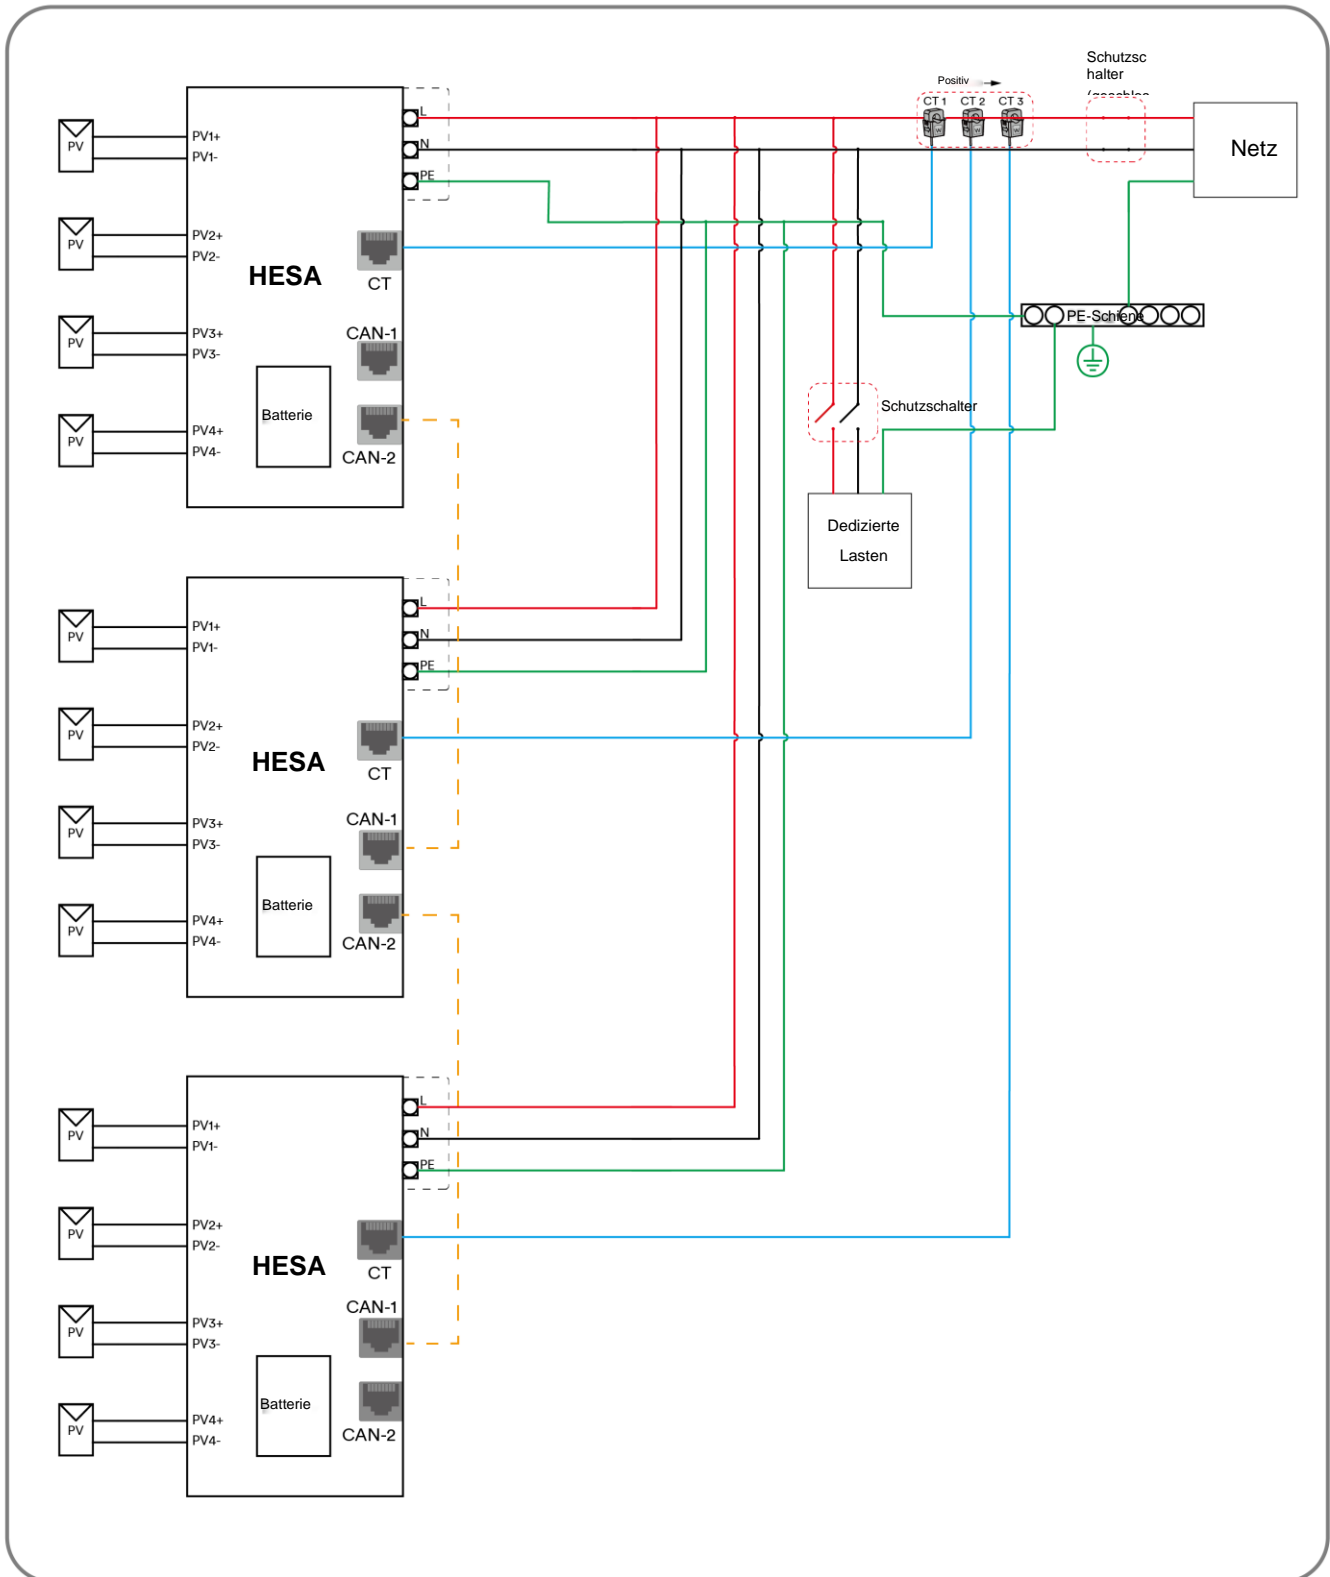 Schutzsc
halter
Positiv
CT 1
CT 2
CT 3
Netz
L
N
PE
PV
PV1+
PV1-
PV
PV2+
PV2-
HESA
CT
PV
PV3+
PV3-
CAN-1
PV
PV4+
PV4-
Batterie
CAN-2
PE-Schiene
Schutzschalter
Dedizierte
Lasten
L
N
PE
PV
PV1+
PV1-
PV
PV2+
PV2-
HESA
CT
PV
PV3+
PV3-
CAN-1
PV
PV4+
PV4-
Batterie
CAN-2
L
N
PE
PV
PV1+
PV1-
PV
PV2+
PV2-
HESA
CT
PV
PV3+
PV3-
CAN-1
PV
PV4+
PV4-
Batterie
CAN-2